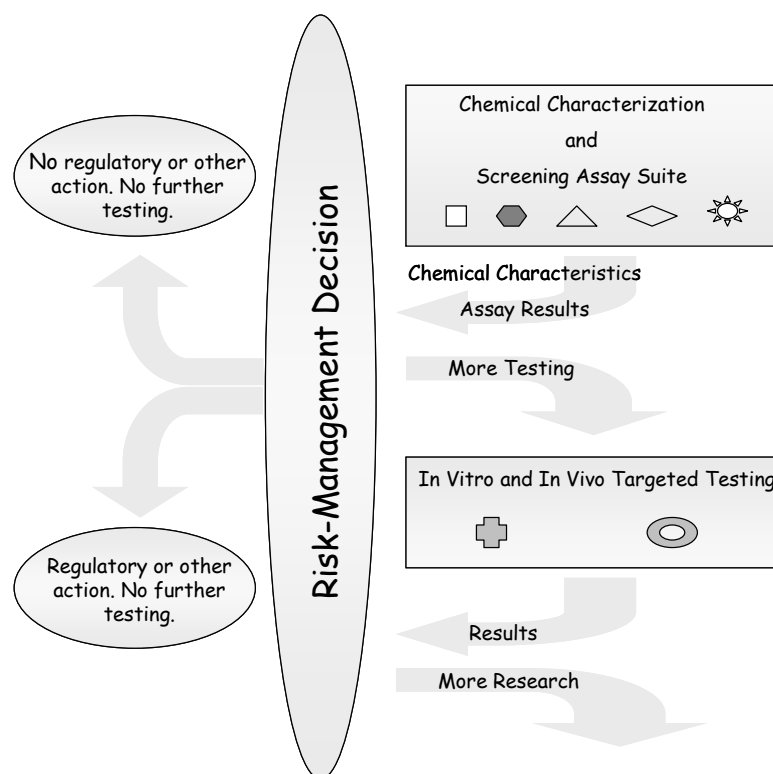 No regulatory or other
action. No further
testing.
Regulatory or other
action. No further
testing.
Risk-Management Decision
Chemical Characterization
and
Screening Assay Suite
Chemical Characteristics
Assay Results
More Testing
In Vitro and In Vivo Targeted Testing
Results
More Research